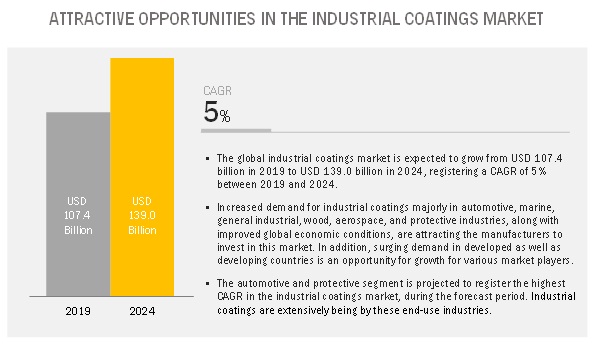 ATTRACTIVE OPPORTUNITIES IN THE INDUSTRIAL COATINGS MARKET
USD
107.4
Billion
USD
139.0
Billion
2019
2024
CAGR
5%
▪ The global industrial coatings market is expected to grow from USD 107.4
billion in 2019 to USD 139.0 billion in 2024, registering a CAGR of 5%
between 2019 and 2024.
▪ Increased demand for industrial coatings majorly in automotive, marine,
general industrial, wood, aerospace, and protective industries, along with
improved global economic conditions, are attracting the manufacturers to
invest in this market. In addition, surging demand in developed as well as
developing countries is an opportunity for growth for various market players.
▪ The automotive and protective segment is projected to register the highest
CAGR in the industrial coatings market, during the forecast period. Industrial
coatings are extensively being by these end-use industries.